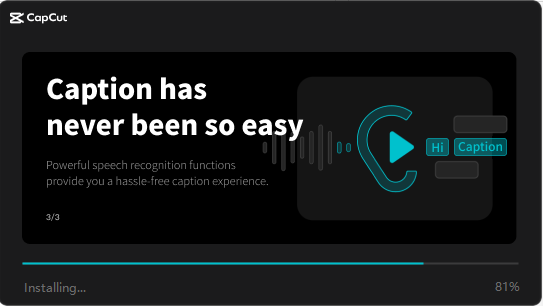 CapCut
Caption has
never been so easy
Hi
Caption
Powerful speech recognition functions
provide you a hassle-free caption experience.
3/3
Installing...
81%